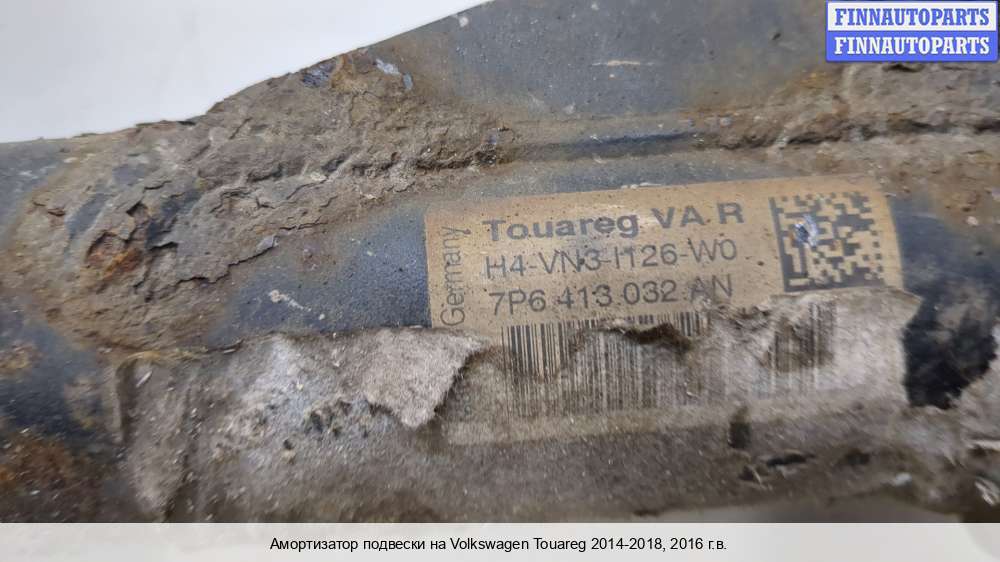 FINNAUTOPARTS
FINNAUTOPARTS
Germany
Touareg VA R
H4-VN3-I126-W0
7P6 413 032 AN
Амортизатор подвески на Volkswagen Touareg 2014-2018, 2016 г.в.